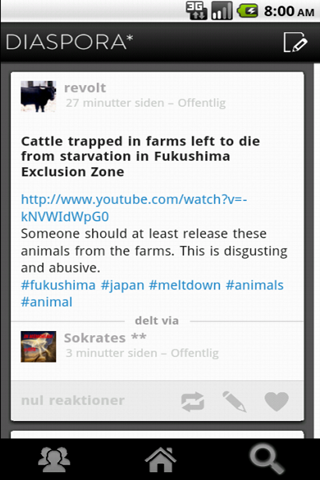 3G
8:00 AM
DIASPORA*
revolt
27 minutter siden – Offentlig
Cattle trapped in farms left to die
from starvation in Fukushima
Exclusion Zone
http://www.youtube.com/watch?v=-
kNVWIdWpG0
Someone should at least release these
animals from the farms. This is disgusting
and abusive.
#fukushima #japan #meltdown #animals
#animal
delt via
Sokrates **
3 minutter siden – Offentlig
nul reaktioner